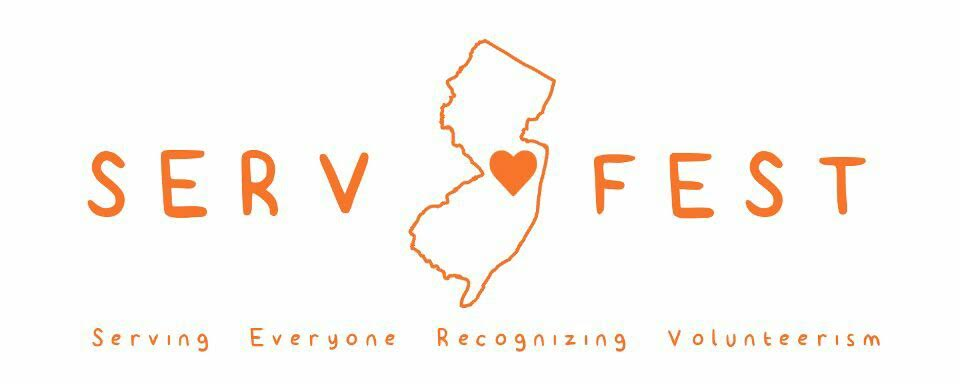 SERV FEST
Serving Everyone Recognizing Volunteerism